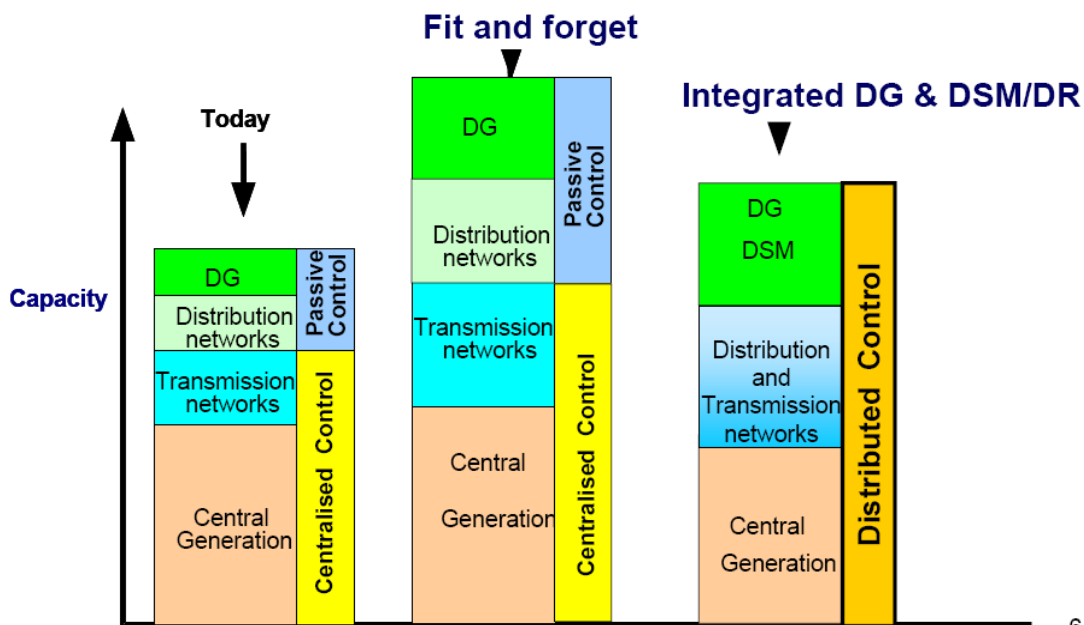 Fit and forget
Integrated DG & DSM/DR
Today
Capacity
DG
Distribution
networks
Transmission
networks
Central
Generation
Passive
Control
Centralised Control
DG
Distribution
networks
Transmission
networks
Central
Generation
Passive
Control
Centralised Control
DG
DSM
Distribution
and
Transmission
networks
Central
Generation
Distributed Control